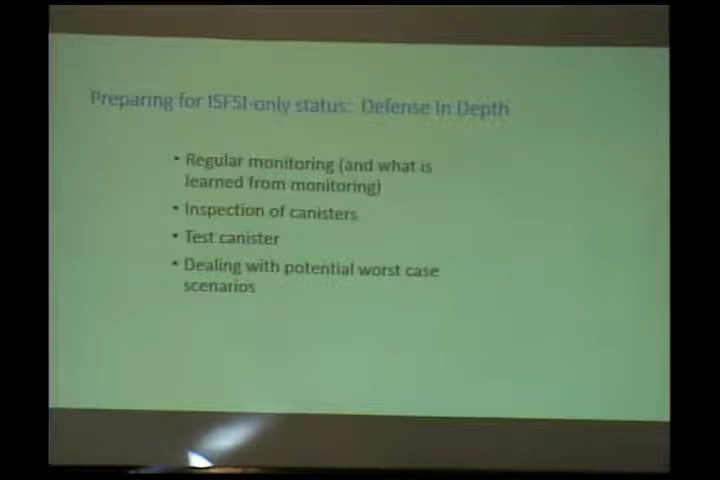 Preparing for ISFSI-only status: Defense In Depth
• Regular monitoring (and what is
learned from monitoring)
• Inspection of canisters
• Test canister
• Dealing with potential worst case
scenarios